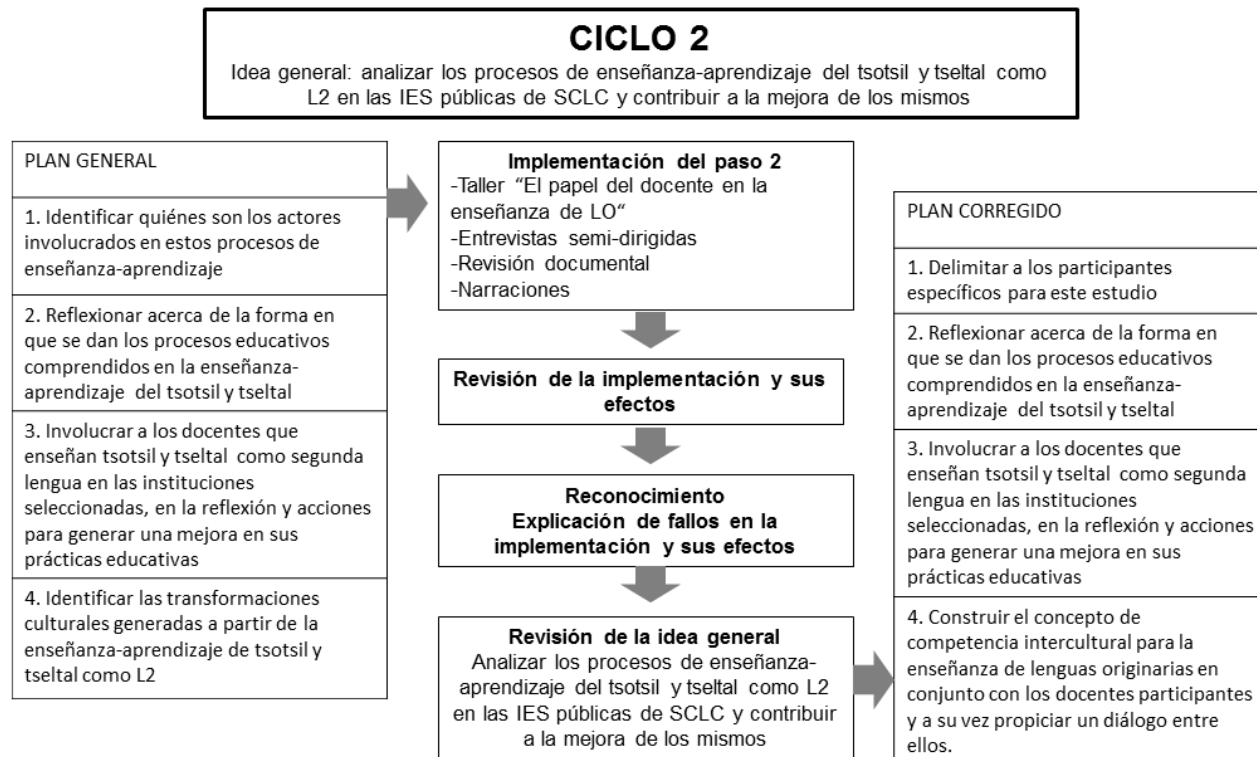 CICLO 2
Idea general: analizar los procesos de enseñanza-aprendizaje del tsotsil y tseltal como
L2 en las IES públicas de SCLC y contribuir a la mejora de los mismos
PLAN GENERAL
1. Identificar quiénes son los actores
involucrados en estos procesos de
enseñanza-aprendizaje
2. Reflexionar acerca de la forma en
que se dan los procesos educativos
comprendidos en la enseñanza-
aprendizaje del tsotsil y tseltal
3. Involucrar a los docentes que
enseñan tsotsil y tseltal como segunda
lengua en las instituciones
seleccionadas, en la reflexión y acciones
para generar una mejora en sus
prácticas educativas
4. Identificar las transformaciones
culturales generadas a partir de la
enseñanza-aprendizaje de tsotsil y
tseltal como L2
Implementación del paso 2
-Taller “El papel del docente en la
enseñanza de LO“
-Entrevistas semi-dirigidas
-Revisión documental
-Narraciones
Revisión de la implementación y sus
efectos
Reconocimiento
Explicación de fallos en la
implementación y sus efectos
Revisión de la idea general
Analizar los procesos de enseñanza-
aprendizaje del tsotsil y tseltal como L2
en las IES públicas de SCLC y contribuir
a la mejora de los mismos
PLAN CORREGIDO
1. Delimitar a los participantes
específicos para este estudio
2. Reflexionar acerca de la forma en
que se dan los procesos educativos
comprendidos en la enseñanza-
aprendizaje del tsotsil y tseltal
3. Involucrar a los docentes que
enseñan tsotsil y tseltal como segunda
lengua en las instituciones
seleccionadas, en la reflexión y acciones
para generar una mejora en sus
prácticas educativas
4. Construir el concepto de
competencia intercultural para la
enseñanza de lenguas originarias en
conjunto con los docentes participantes
y a su vez propiciar un diálogo entre
ellos.